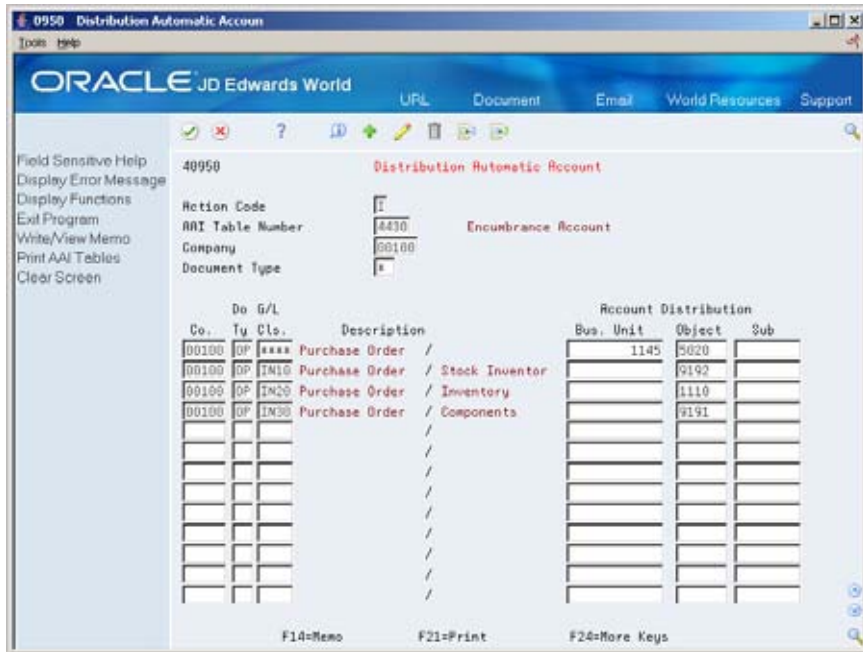 0950 Distribution Automatic Accoun
Tools Help
ORACLE JD Edwards World
URL Document Email World Resources Support
Field Sensitive Help
Display Error Message
Display Functions
Exit Program
Write/View Memo
Print AAI Tables
Clear Screen
40950 Distribution Automatic Account
Action Code I
AAI Table Number 4430 Encumbrance Account
Company 00100
Document Type *
Do G/L Account Distribution
Co. Ty Cls. Description Bus. Unit Object Sub
00100 OP **** Purchase Order / 1145 5020
00100 OP IN10 Purchase Order / Stock Inventor 9192
00100 OP IN20 Purchase Order / Inventory 1110
00100 OP IN30 Purchase Order / Components 9191
/
/
/
/
/
/
/
/
/
F14=Memo F21=Print F24=More Keys